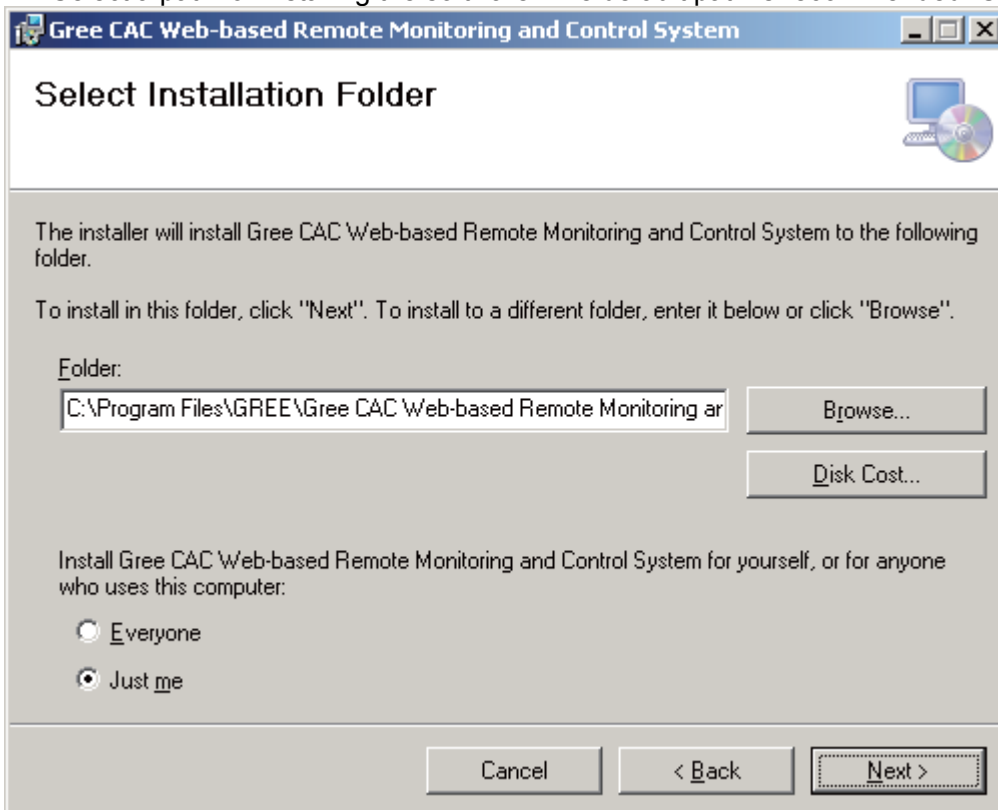 Gree CAC Web-based Remote Monitoring and Control System
Select Installation Folder
The installer will install Gree CAC Web-based Remote Monitoring and Control System to the following
folder.
To install in this folder, click "Next". To install to a different folder, enter it below or click "Browse".
Folder:
C:\Program Files\GREE\Gree CAC Web-based Remote Monitoring ar
Browse...
Disk Cost...
Install Gree CAC Web-based Remote Monitoring and Control System for yourself, or for anyone
who uses this computer:
Everyone
Just me
Cancel
< Back
Next >